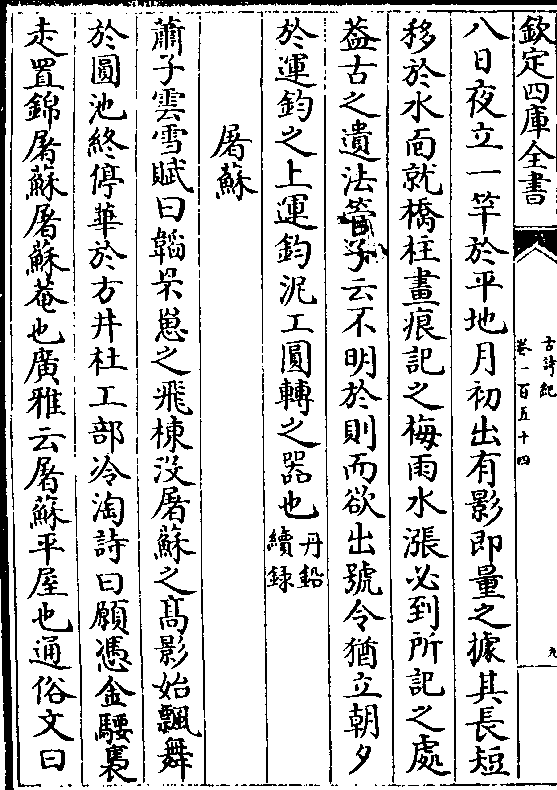 欽定四庫全書
古詩紀
卷一百五十四
九
八日夜立一竿於平地月初出有影即量之據其長短
移於水面就橋柱畫痕記之梅雨水漲必到所記之處
葢古之遺法管子云不明於則而欲出號令猶立朝夕
於運鈞之上運鈞泥工圓轉之器也丹鉛
續録
屠蘇
蕭子雲雪賦曰韜罘罳之飛棟没屠蘇之髙影始飄舞
於圓池終停華於方井杜工部冷淘詩曰願憑金騕褭
走置錦屠蘇屠蘇菴也廣雅云屠蘇平屋也通俗文曰